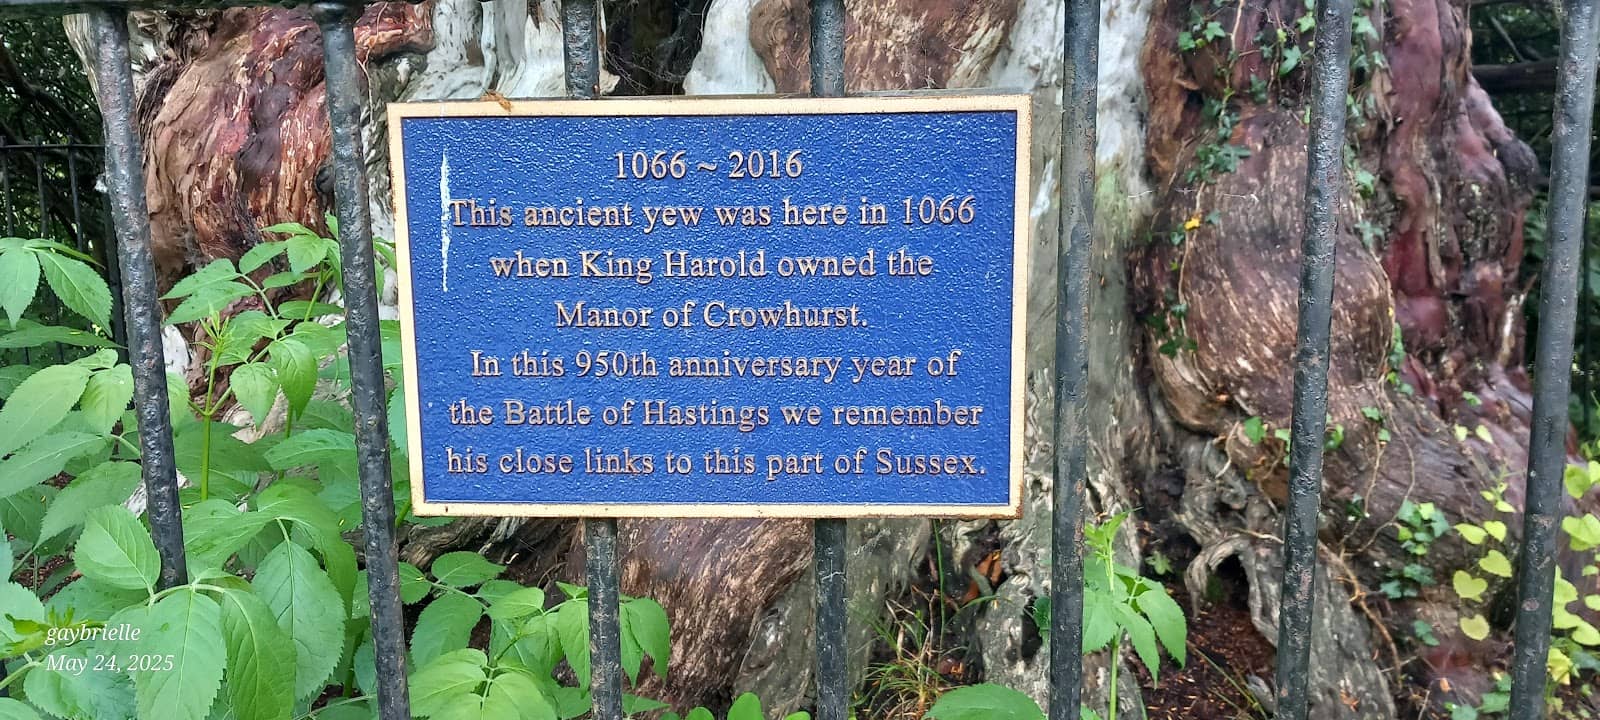 1066 ~ 2016
This ancient yew was here in 1066
when King Harold owned the
Manor of Crowhurst.
In this 950th anniversary year of
the Battle of Hastings we remember
his close links to this part of Sussex.
gaybrielle
May 24, 2025